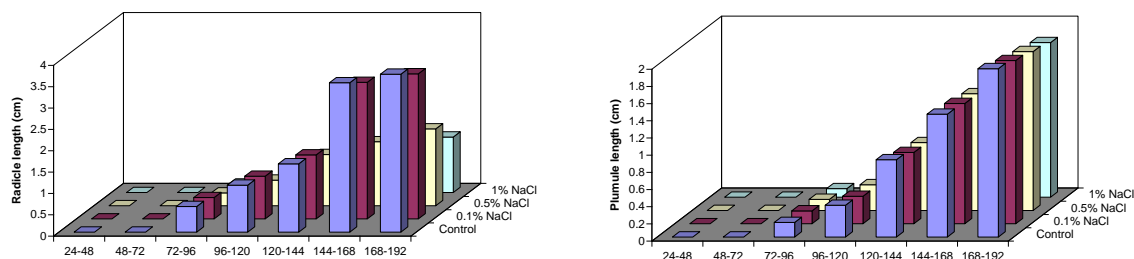 Radicle length (cm)
4
3.5
3
2.5
2
1.5
1
0.5
0
24-48 48-72 72-96 96-120 120-144 144-168 168-192
1% NaCl
0.5% NaCl
0.1% NaCl
Control
Plumule length (cm)
2
1.8
1.6
1.4
1.2
1
0.8
0.6
0.4
0.2
0
24-48 48-72 72-96 96-120 120-144 144-168 168-192
1% NaCl
0.5% NaCl
0.1% NaCl
Control